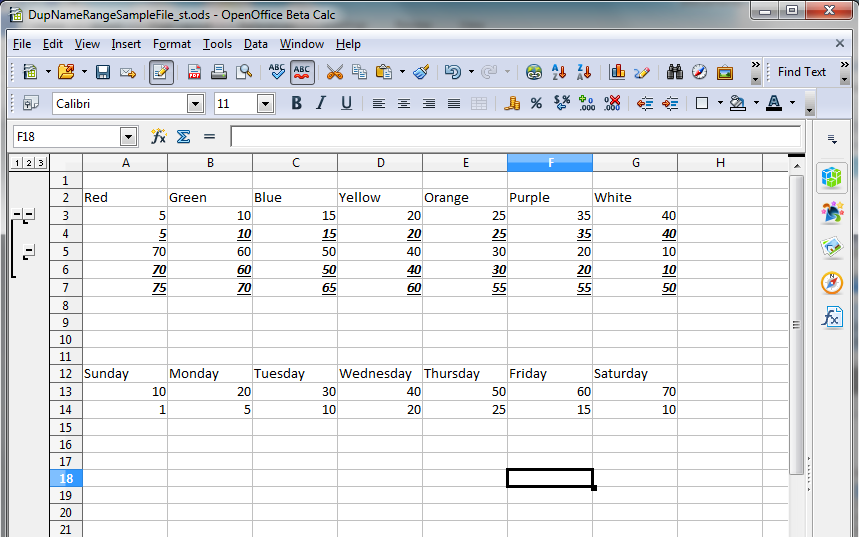 DupNameRangeSampleFile_st.ods - OpenOffice Beta Calc
File Edit View Insert Format Tools Data Window Help
ABC ABC A Z Z A Find Text
Calibri 11 B I U % $% .000 .000 A
F18 fx Σ =
1 2 3 A B C D E F G H
1
2 Red Green Blue Yellow Orange Purple White
3 5 10 15 20 25 35 40
4 5 10 15 20 25 35 40
5 70 60 50 40 30 20 10
6 70 60 50 40 30 20 10
7 75 70 65 60 55 55 50
8
9
10
11
12 Sunday Monday Tuesday Wednesday Thursday Friday Saturday
13 10 20 30 40 50 60 70
14 1 5 10 20 25 15 10
15
16
17
18
19
20
21